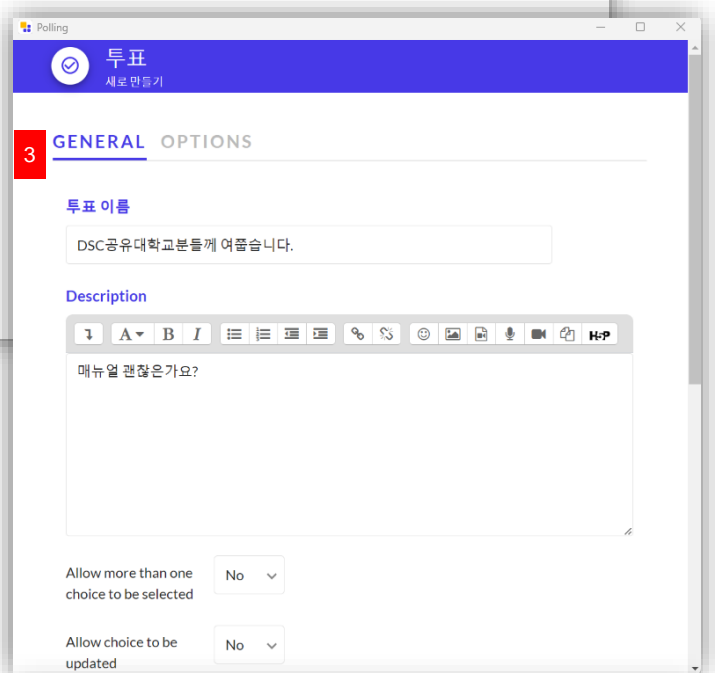 Polling
투표
새로 만들기
3
GENERAL OPTIONS
투표 이름
DSC공유대학교분들께 여쭙습니다.
Description
A B I H-P
매뉴얼 괜찮은가요?
Allow more than one
choice to be selected
No
Allow choice to be
updated
No